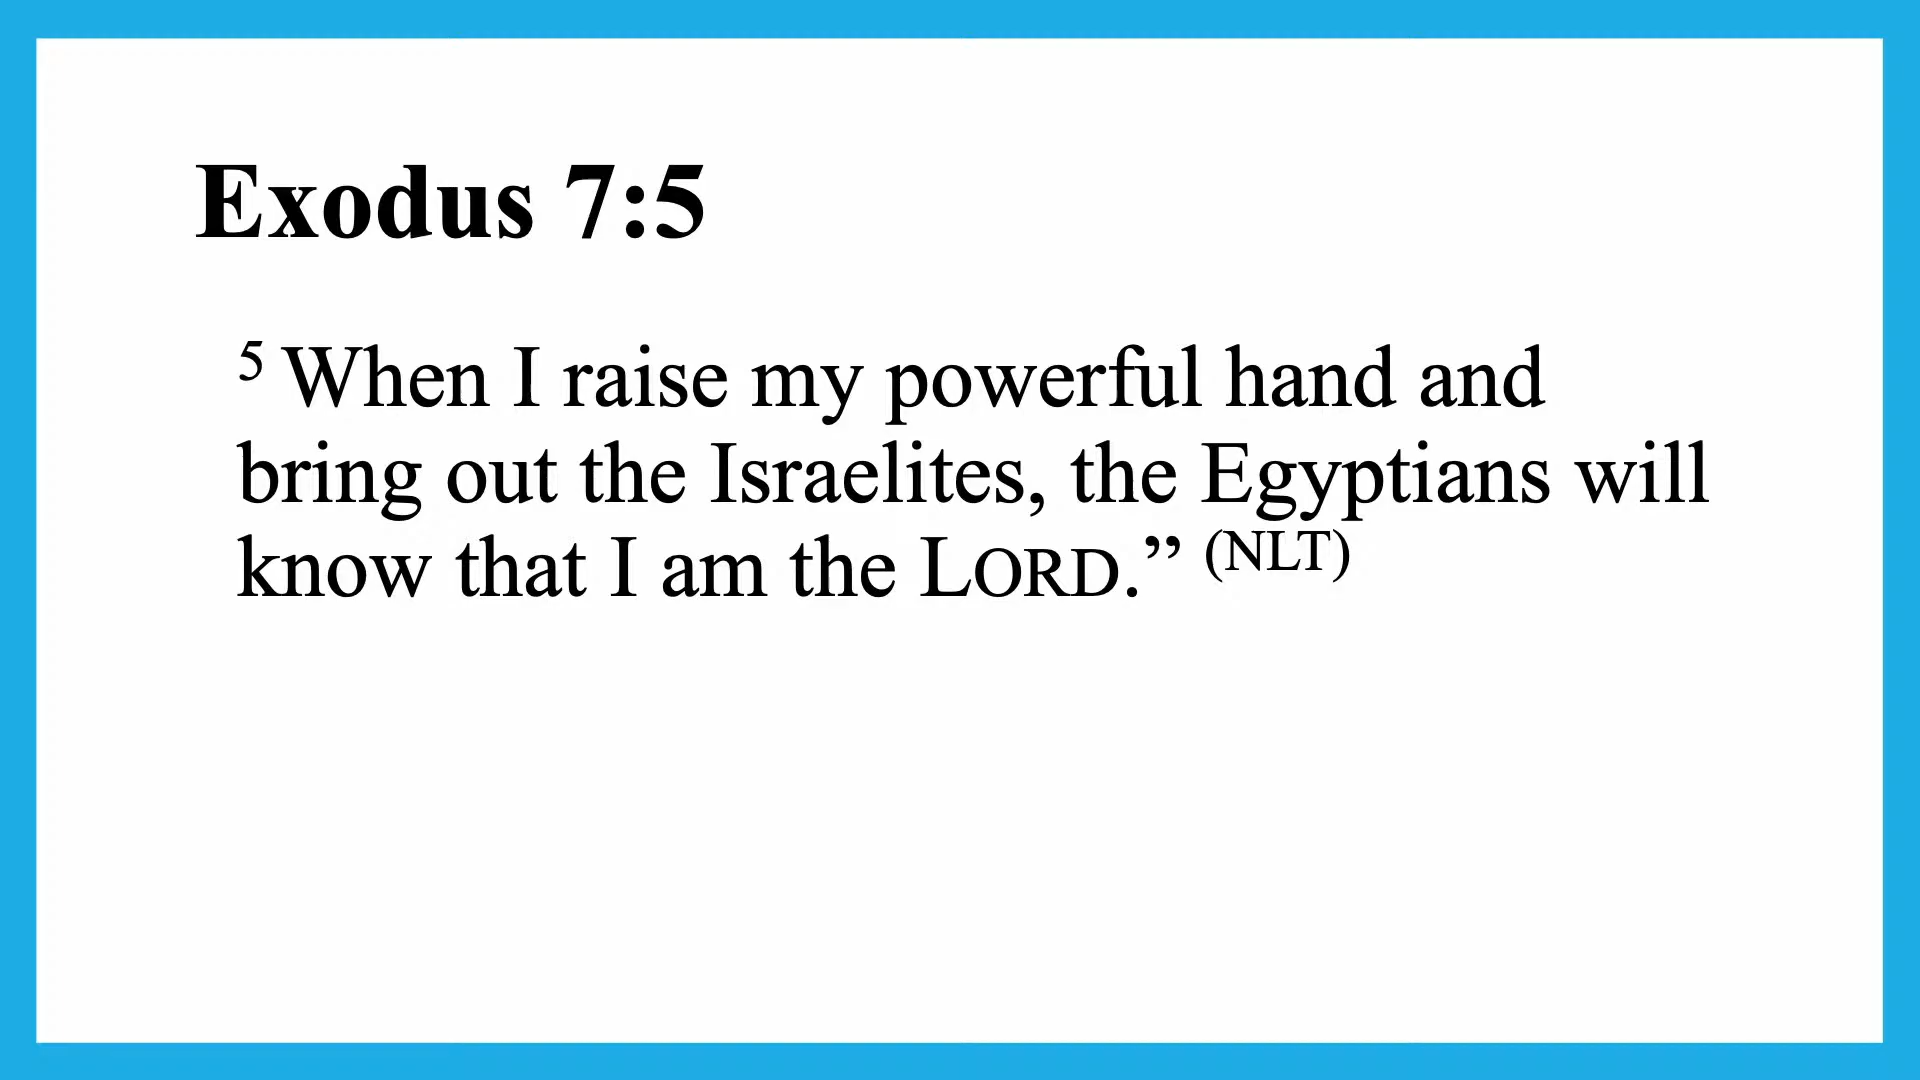 Exodus 7:5
5 When I raise my powerful hand and
bring out the Israelites, the Egyptians will
know that I am the LORD.” (NLT)